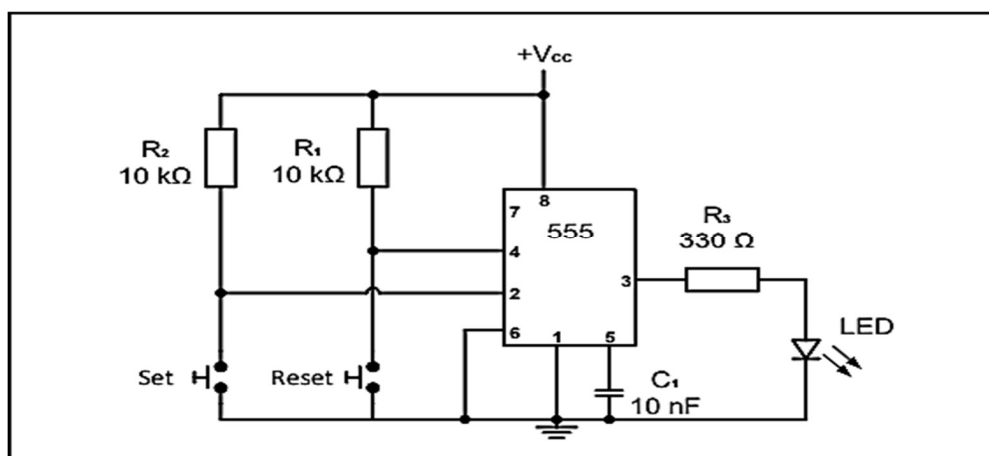 +Vcc
R₂
10 kΩ
R₁
10 kΩ
7
8
555
4
2
6
3
1
5
R₃
330 Ω
LED
Set
Reset
C₁
10 nF